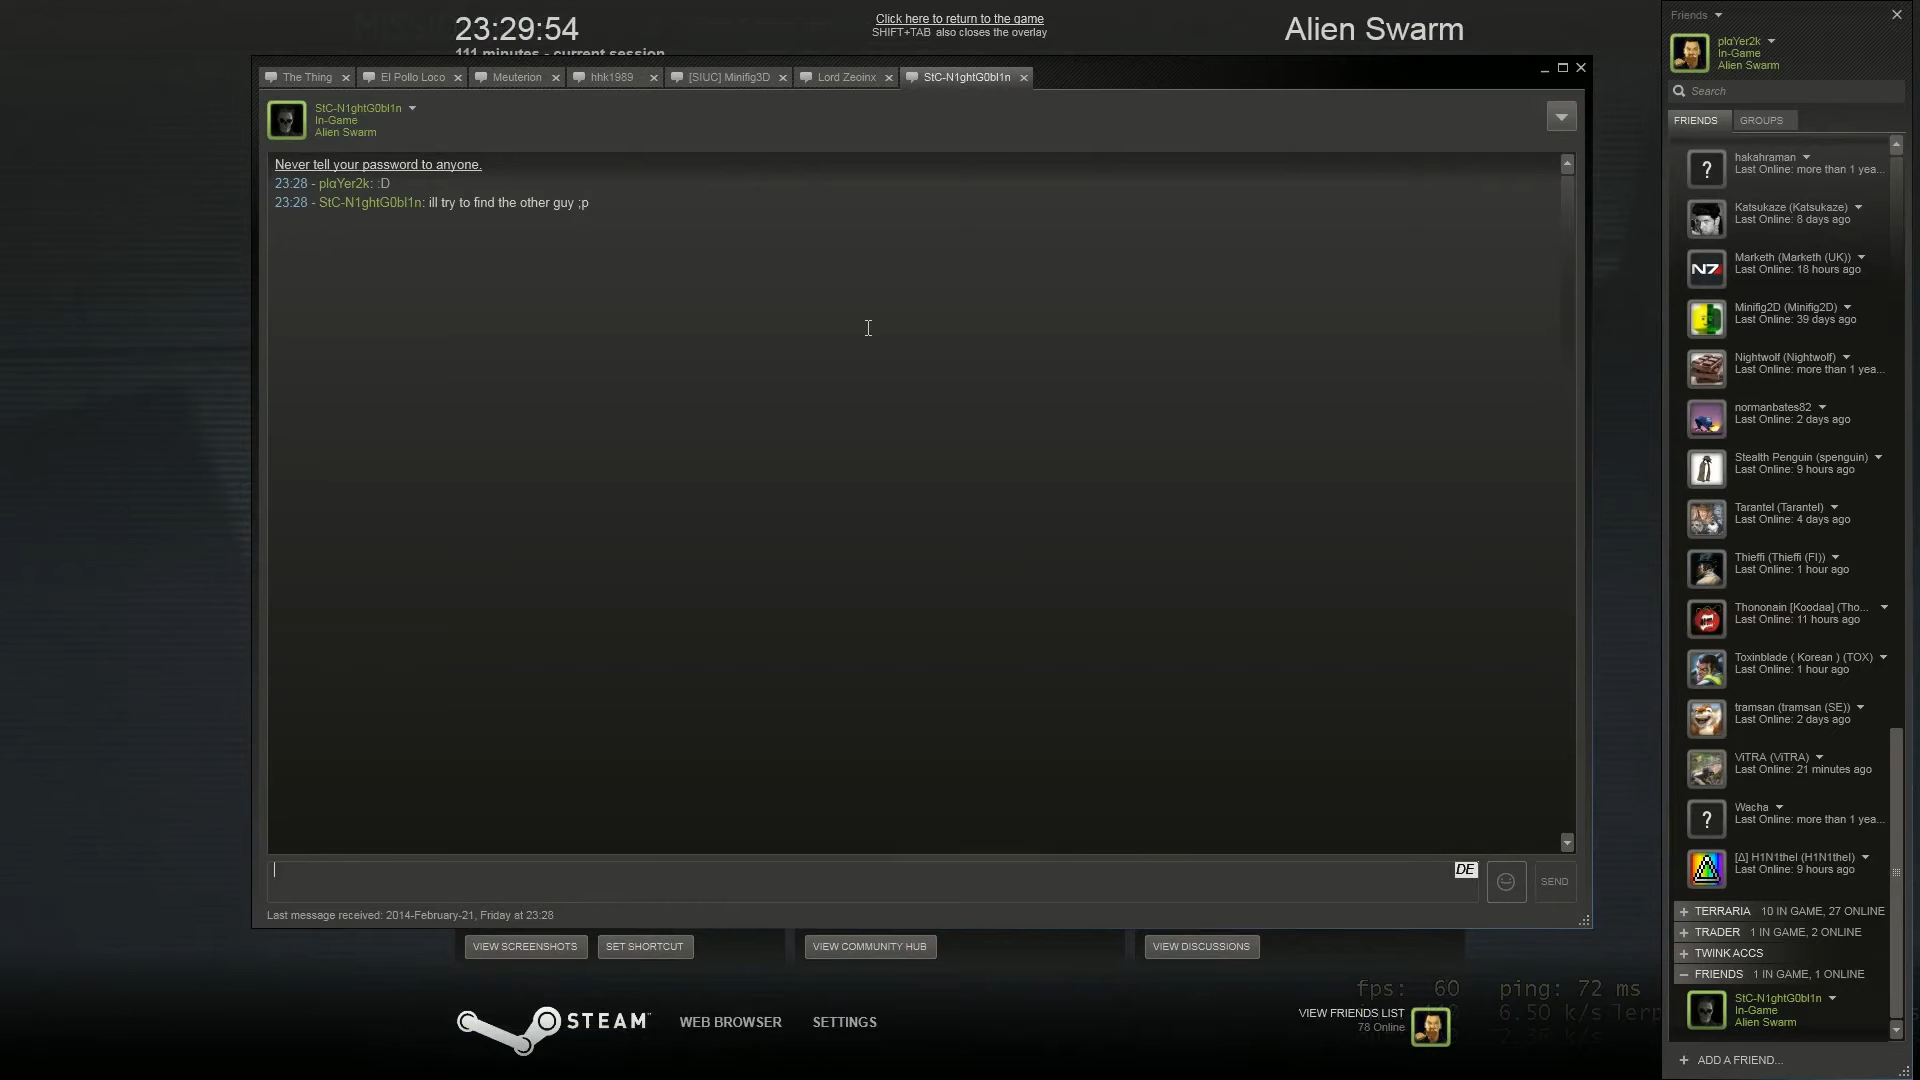 23:29:54
111 minutes - current session
Click here to return to the game
SHIFT+TAB also closes the overlay
Alien Swarm
The Thing
El Pollo Loco
Meuterion
hhk1989
[SIUC] Minifig3D
Lord Zeoinx
StC-N1ghtG0bl1n
StC-N1ghtG0bl1n
In-Game
Alien Swarm
Never tell your password to anyone.
23:28 - plαYer2k: :D
23:28 - StC-N1ghtG0bl1n: ill try to find the other guy ;p
DE
SEND
Last message received: 2014-February-21, Friday at 23:28
VIEW SCREENSHOTS
SET SHORTCUT
VIEW COMMUNITY HUB
VIEW DISCUSSIONS
STEAM
WEB BROWSER
SETTINGS
fps: 60 ping: 72 ms
VIEW FRIENDS LIST
78 Online
Friends
plαYer2k
In-Game
Alien Swarm
Search
FRIENDS
GROUPS
hakahraman
Last Online: more than 1 yea...
Katsukaze (Katsukaze)
Last Online: 8 days ago
N7
Marketh (Marketh (UK))
Last Online: 18 hours ago
Minifig2D (Minifig2D)
Last Online: 39 days ago
Nightwolf (Nightwolf)
Last Online: more than 1 yea...
normanbates82
Last Online: 2 days ago
Stealth Penguin (spenguin)
Last Online: 9 hours ago
Tarantel (Tarantel)
Last Online: 4 days ago
Thieffi (Thieffi (FI))
Last Online: 1 hour ago
Thononain [Koodaa] (Tho...
Last Online: 11 hours ago
Toxinblade ( Korean ) (TOX)
Last Online: 1 hour ago
tramsan (tramsan (SE))
Last Online: 2 days ago
ViTRA (ViTRA)
Last Online: 21 minutes ago
Wacha
Last Online: more than 1 yea...
[Δ] H1N1theI (H1N1theI)
Last Online: 9 hours ago
TERRARIA 10 IN GAME, 27 ONLINE
TRADER 1 IN GAME, 2 ONLINE
TWINK ACCS
FRIENDS 1 IN GAME, 1 ONLINE
StC-N1ghtG0bl1n
In-Game
Alien Swarm
+ ADD A FRIEND...